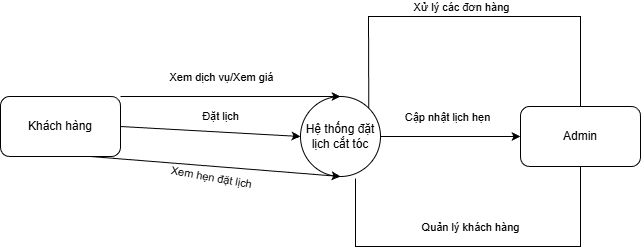 Xử lý các đơn hàng
Xem dịch vụ/Xem giá
Khách hàng
Đặt lịch
Hệ thống đặt
lịch cắt tóc
Cập nhật lịch hẹn
Admin
Xem hẹn đặt lịch
Quản lý khách hàng